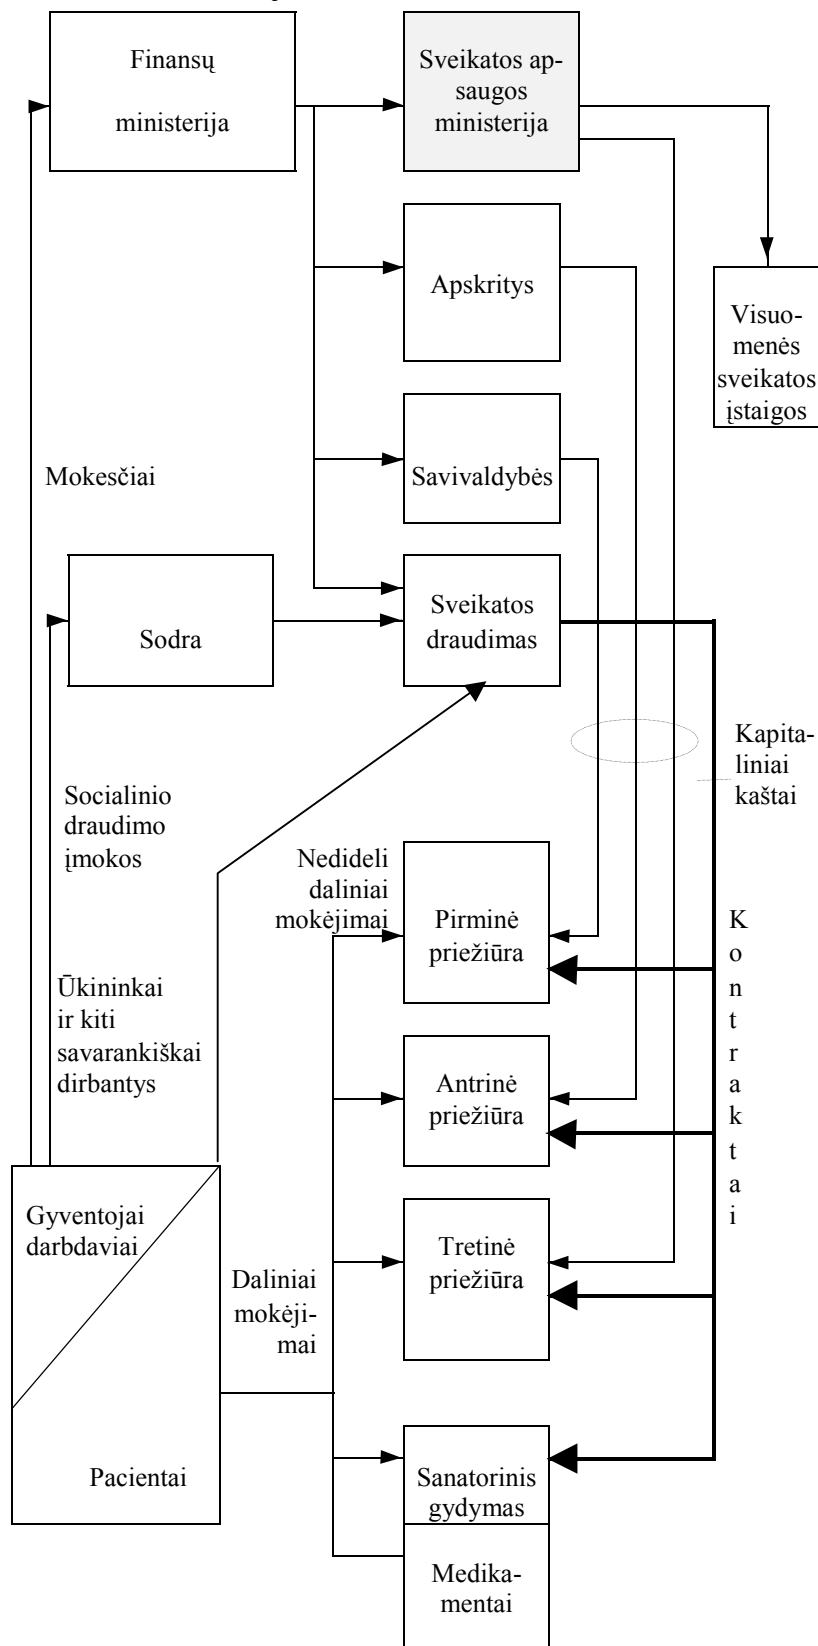 Finansų
ministerija
Sveikatos ap-
saugos
ministerija
Apskritys
Visuo-
menės
sveikatos
įstaigos
Mokesčiai
Savivaldybės
Sodra
Sveikatos
draudimas
Kapita-
liniai
kaštai
Socialinio
draudimo
įmokos
Nedideli
daliniai
mokėjimai
Pirminė
priežiūra
K
o
n
t
r
a
k
t
a
i
Ūkininkai
ir kiti
savarankiškai
dirbantys
Antrinė
priežiūra
Gyventojai
darbdaviai
Tretinė
priežiūra
Daliniai
mokėji-
mai
Pacientai
Sanatorinis
gydymas
Medika-
mentai